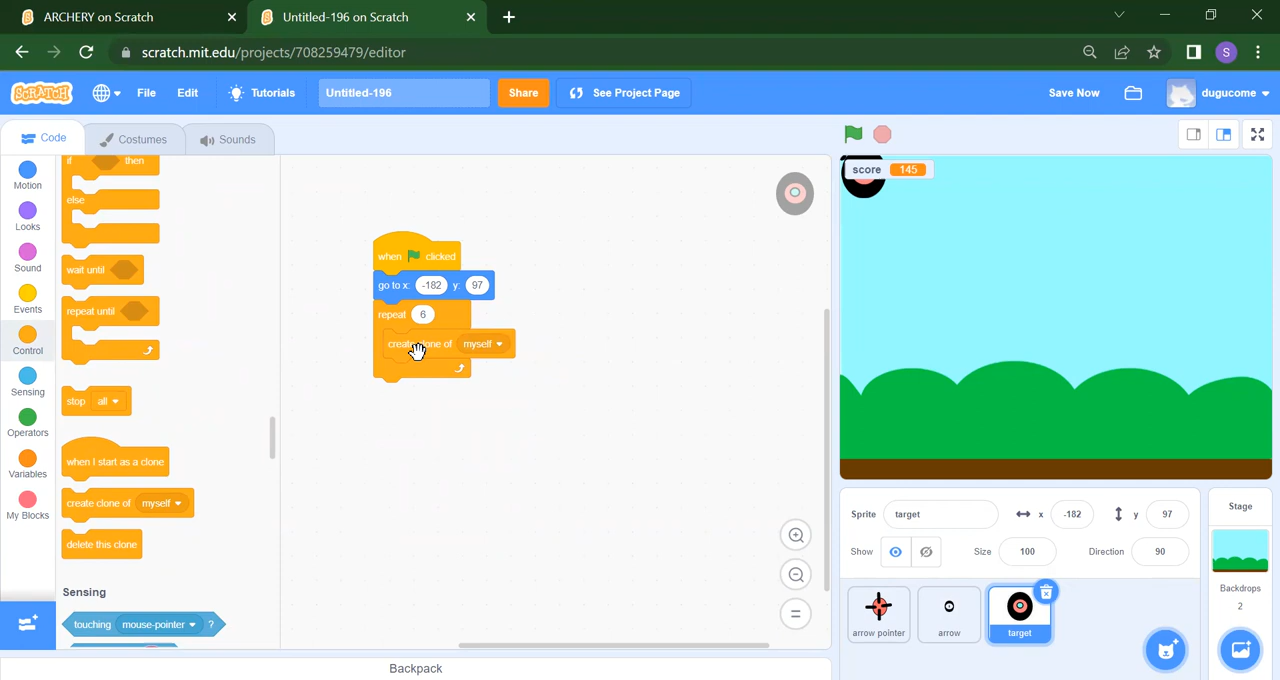 ARCHERY on Scratch
Untitled-196 on Scratch
scratch.mit.edu/projects/708259479/editor
S
SCRATCH
File
Edit
Tutorials
Untitled-196
Share
See Project Page
Save Now
dugucome
Code
Costumes
Sounds
Motion
Looks
Sound
Events
Control
Sensing
Operators
Variables
My Blocks
if then
else
wait until
repeat until
stop all
when I start as a clone
create clone of myself
delete this clone
Sensing
touching mouse-pointer ?
when clicked
go to x: -182 y: 97
repeat 6
create clone of myself
Backpack
score 145
Sprite target x -182 y 97
Show Size 100 Direction 90
arrow pointer
arrow
target
Stage
Backdrops
2